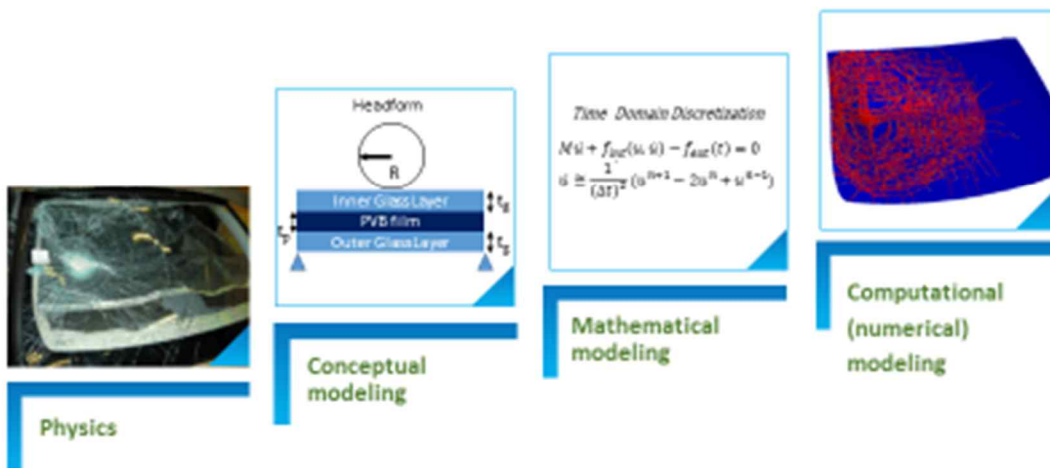 Physics
Headform
R
Inner Glass Layer
PVB film
Outer Glass Layer
Conceptual
modeling
Time Domain Discretization
Mathematical
modeling
Computational
(numerical)
modeling